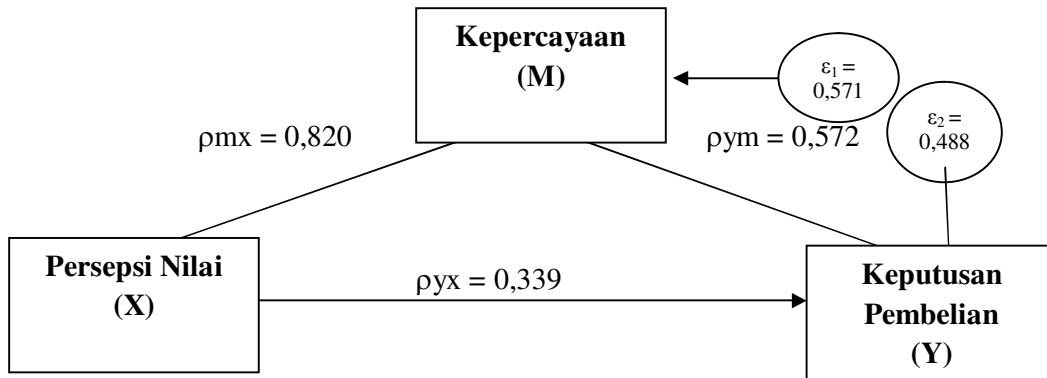 Kepercayaan
(M)
ε₁ =
0,571
ε₂ =
0,488
ρmx = 0,820
ρym = 0,572
Persepsi Nilai
(X)
ρyx = 0,339
Keputusan
Pembelian
(Y)